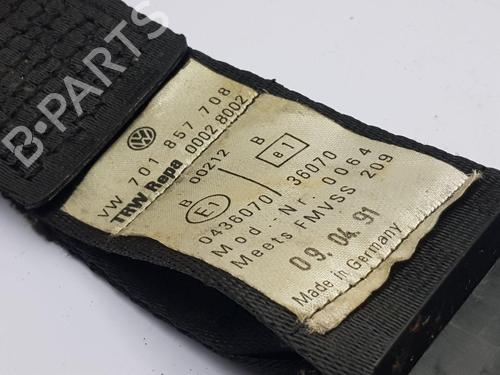 B-PARTS
VW 701 857 708
TRW Repa 0002 8002
B 00212 B
E1 e1
0436070 36070
Mod.-Nr. 0064
Meets FMVSS 209
09.04.91
Made in Germany